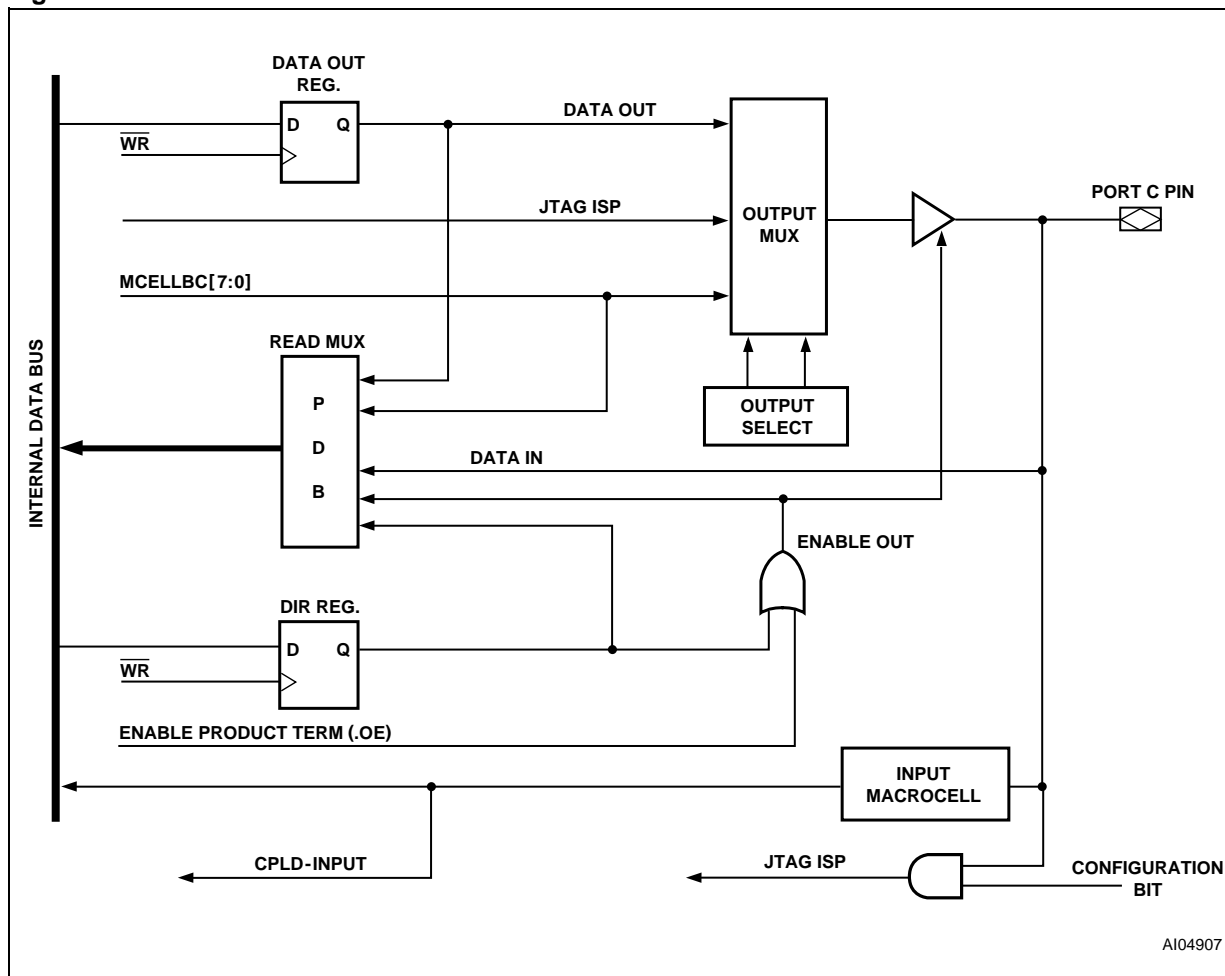 DATA OUT
REG.
D Q
WR
DATA OUT
JTAG ISP
MCELLBC[7:0]
OUTPUT
MUX
PORT C PIN
READ MUX
P
D
B
OUTPUT
SELECT
INTERNAL DATA BUS
DATA IN
ENABLE OUT
DIR REG.
D Q
WR
ENABLE PRODUCT TERM (.OE)
INPUT
MACROCELL
CPLD-INPUT
JTAG ISP
CONFIGURATION
BIT
AI04907